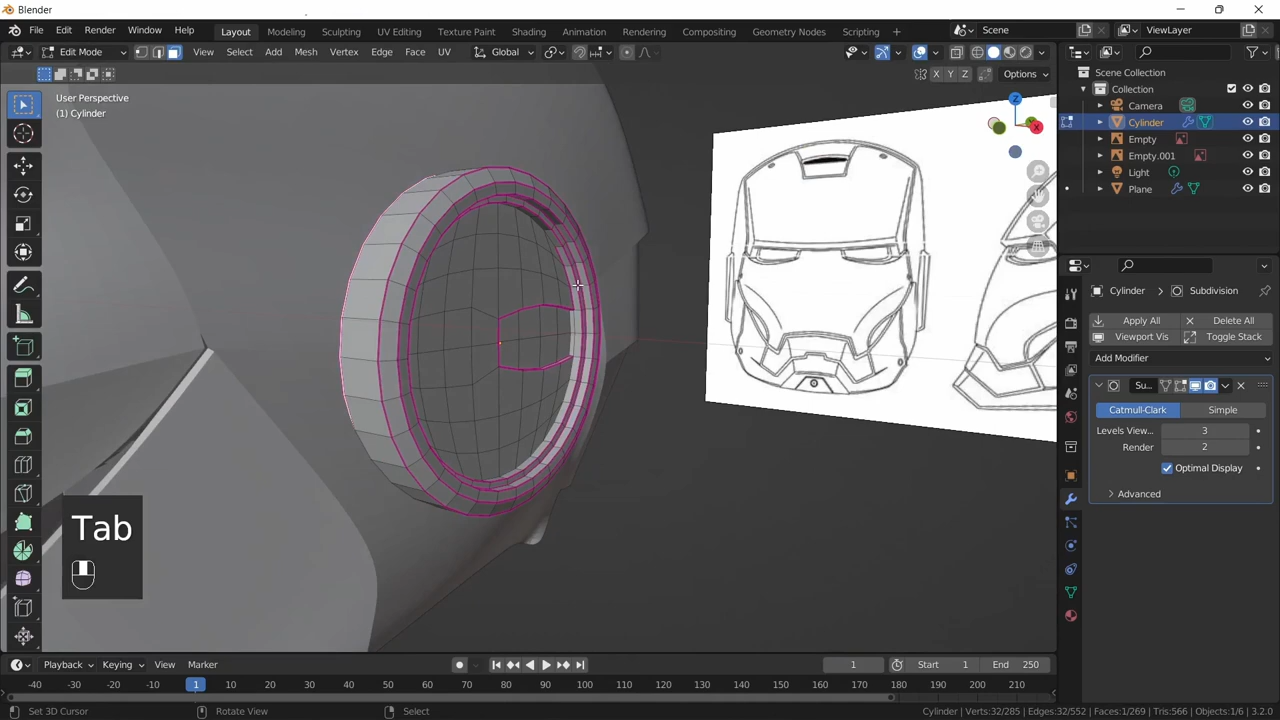 Blender
File Edit Render Window Help
Layout Modeling Sculpting UV Editing Texture Paint Shading Animation Rendering Compositing Geometry Nodes Scripting +
Scene
ViewLayer
Edit Mode
View Select Add Mesh Vertex Edge Face UV
Global
X Y Z
Options
User Perspective
(1) Cylinder
Z
X
Scene Collection
Collection
Camera
Cylinder
Empty
Empty.001
Light
Plane
Cylinder > Subdivision
Apply All
Delete All
Viewport Vis
Toggle Stack
Add Modifier
Su...
Catmull-Clark
Simple
Levels View... 3
Render 2
Optimal Display
Advanced
Tab
Playback Keying View Marker
1
Start 1
End 250
-40 -30 -20 -10 1 10 20 30 40 50 60 70 80 90 100 110 120 130 140 150 160 170 180 190 200 210
Set 3D Cursor
Rotate View
Select
Cylinder | Verts:32/285 | Edges:32/552 | Faces:1/269 | Tris:566 | Objects:1/6 | 3.2.0